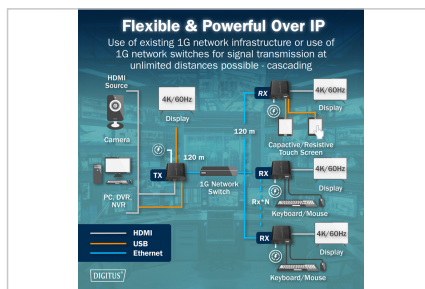 Flexible & Powerful Over IP
Use of existing 1G network infrastructure or use of
1G network switches for signal transmission at
unlimited distances possible - cascading
HDMI
Source
Camera
PC, DVR,
NVR
4K/60Hz
Display
TX
120 m
1G Network
Switch
120 m
RX
4K/60Hz
Display
Capactive/Resistive
Touch Screen
RX
4K/60Hz
Display
Keyboard/Mouse
Rx*N
RX
4K/60Hz
Display
Keyboard/Mouse
HDMI
USB
Ethernet
DIGITUS®